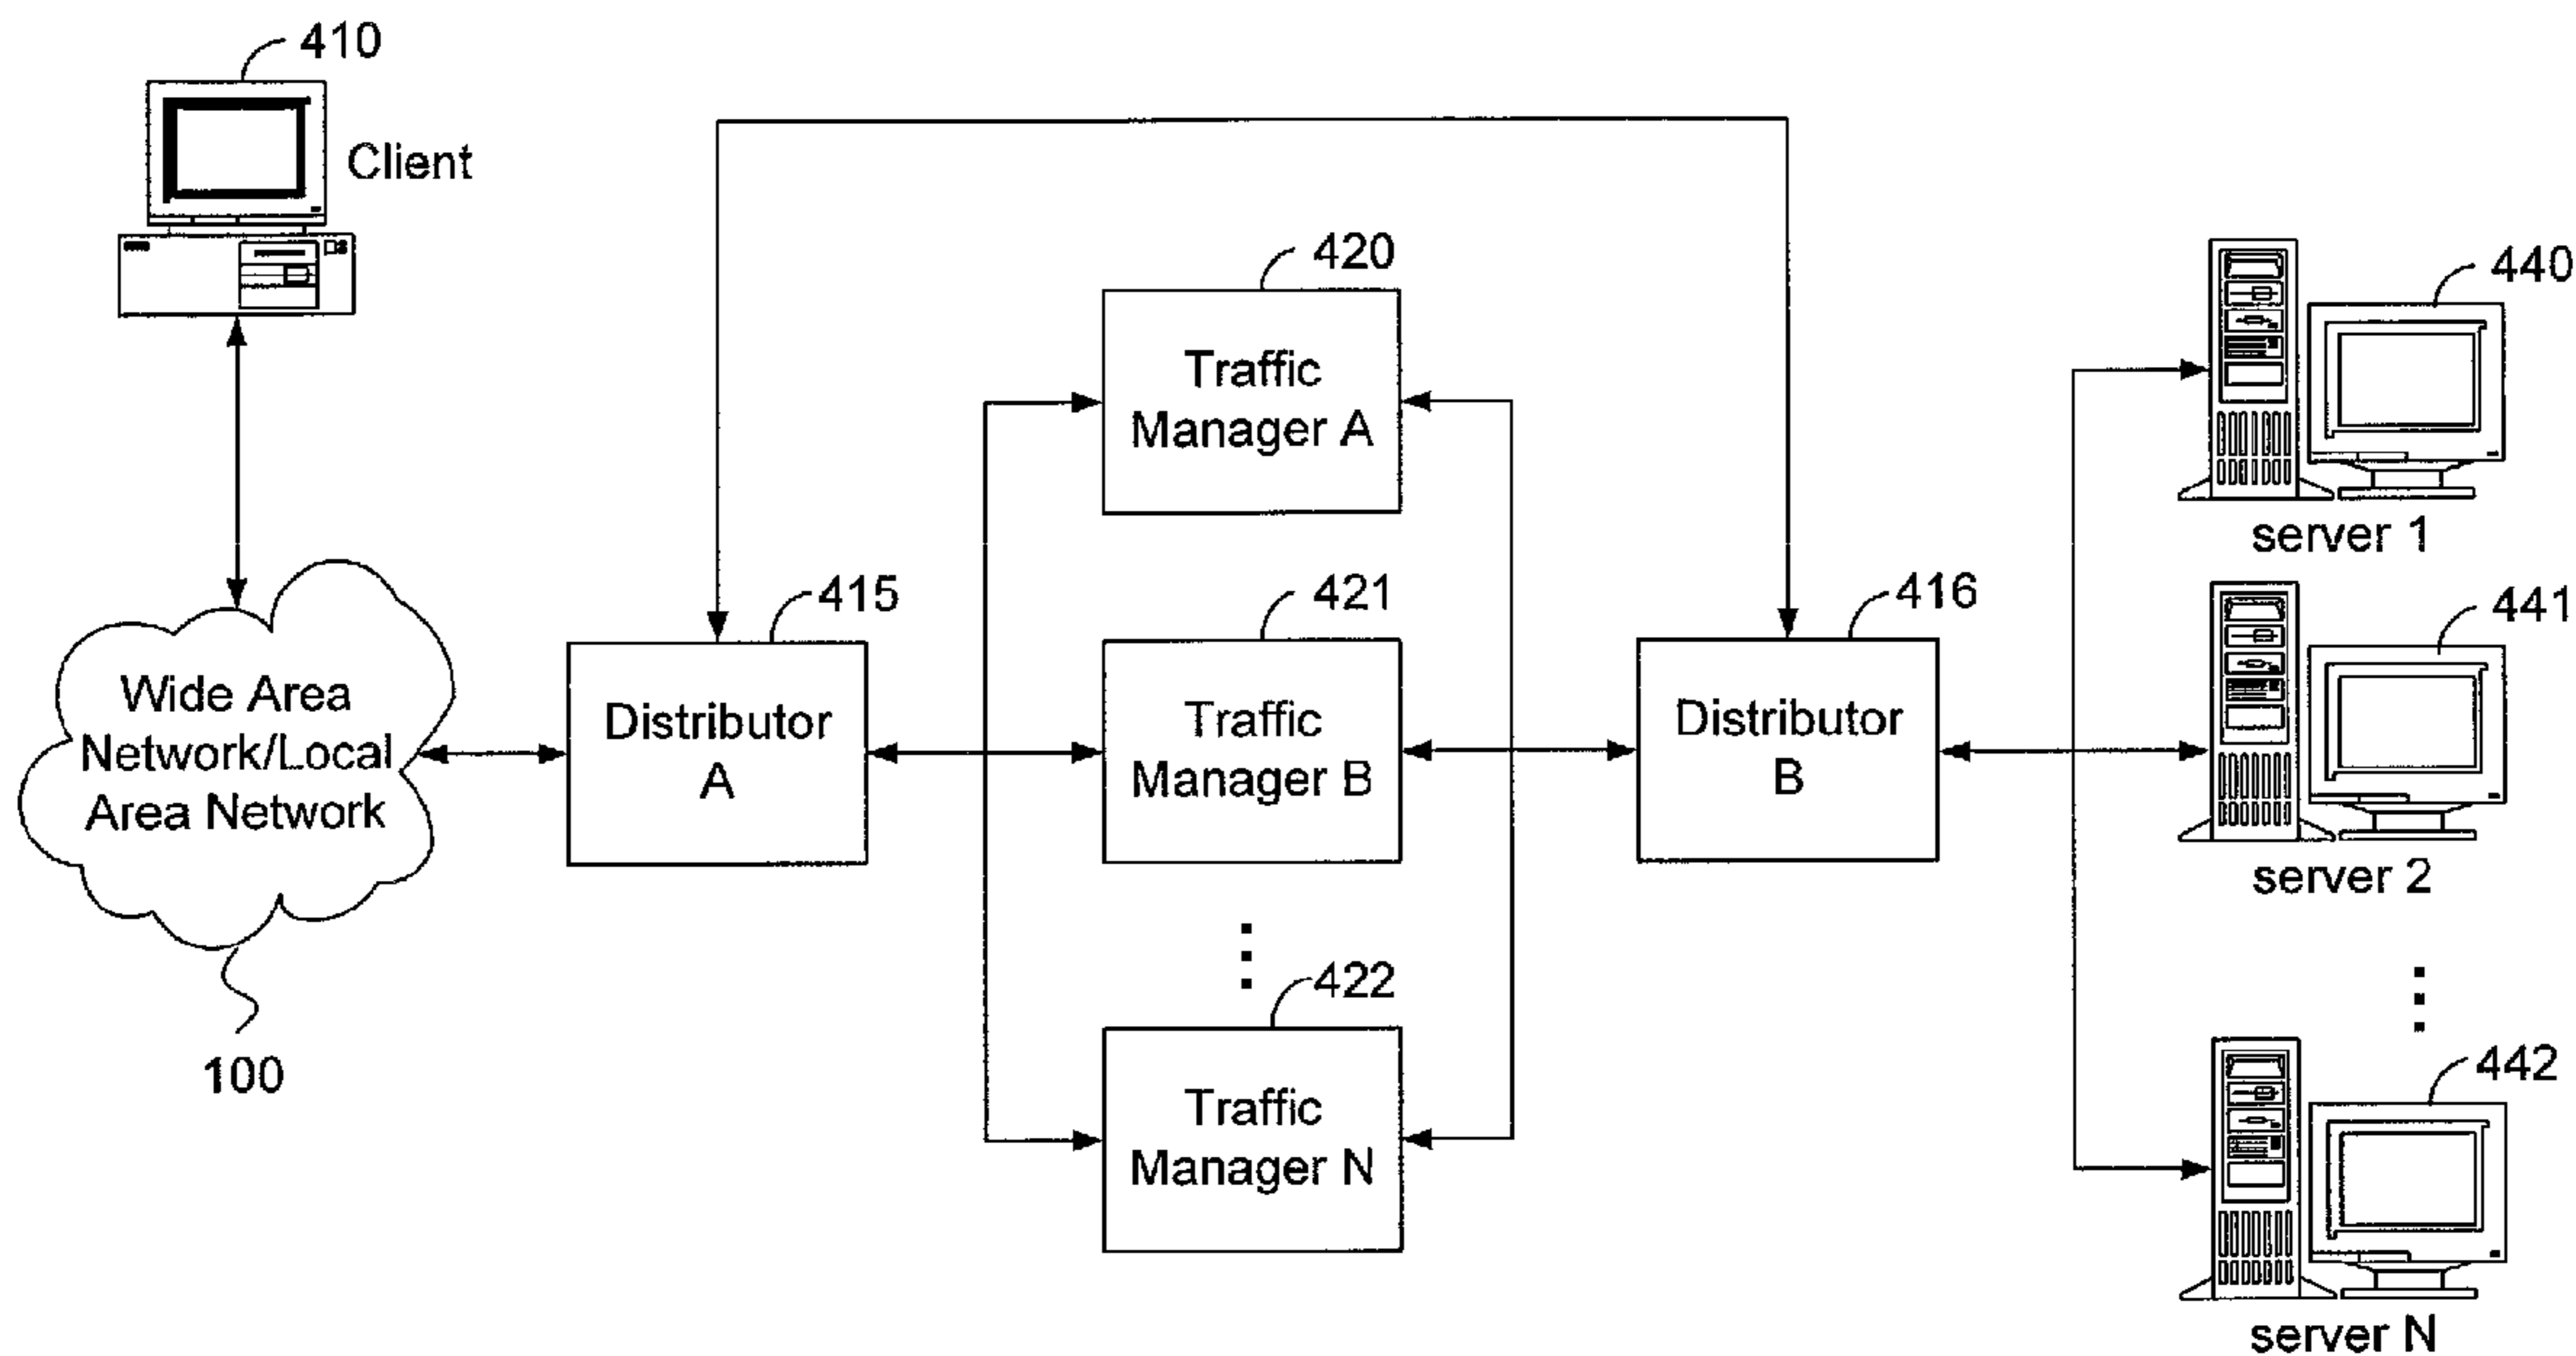 410
Client
420
440
Traffic
Manager A
server 1
415
421
416
441
Wide Area
Network/Local
Area Network
Distributor
A
Traffic
Manager B
Distributor
B
server 2
422
442
100
Traffic
Manager N
server N